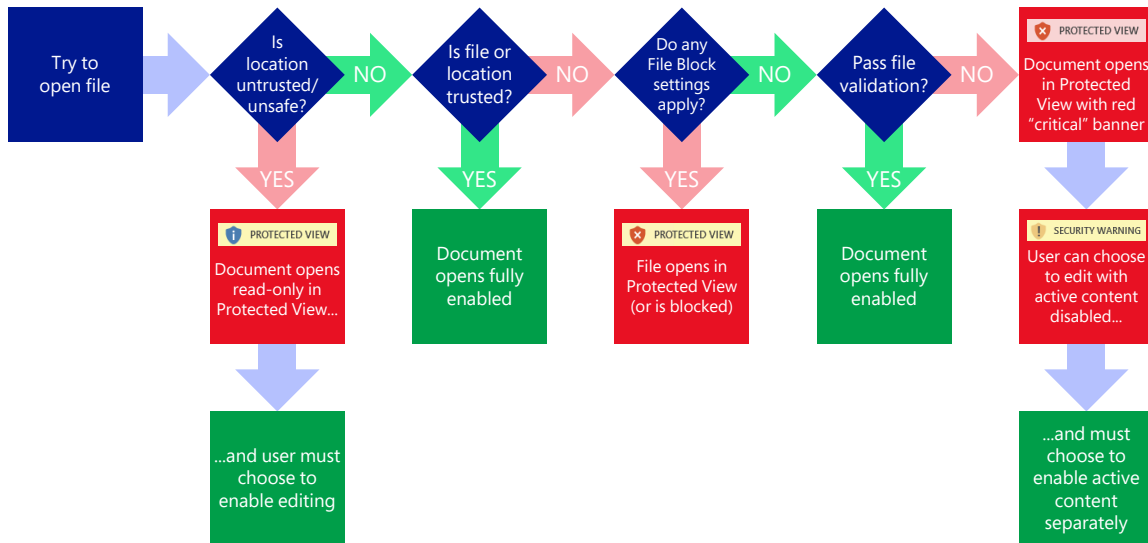 Try to
open file
Is
location
untrusted/
unsafe?
NO
YES
PROTECTED VIEW
Document opens
read-only in
Protected View...
...and user must
choose to
enable editing
Is file or
location
trusted?
NO
YES
Document
opens fully
enabled
Do any
File Block
settings
apply?
NO
YES
PROTECTED VIEW
File opens in
Protected View
(or is blocked)
Pass file
validation?
NO
YES
Document
opens fully
enabled
PROTECTED VIEW
Document opens
in Protected
View with red
“critical” banner
SECURITY WARNING
User can choose
to edit with
active content
disabled...
...and must
choose to
enable active
content
separately